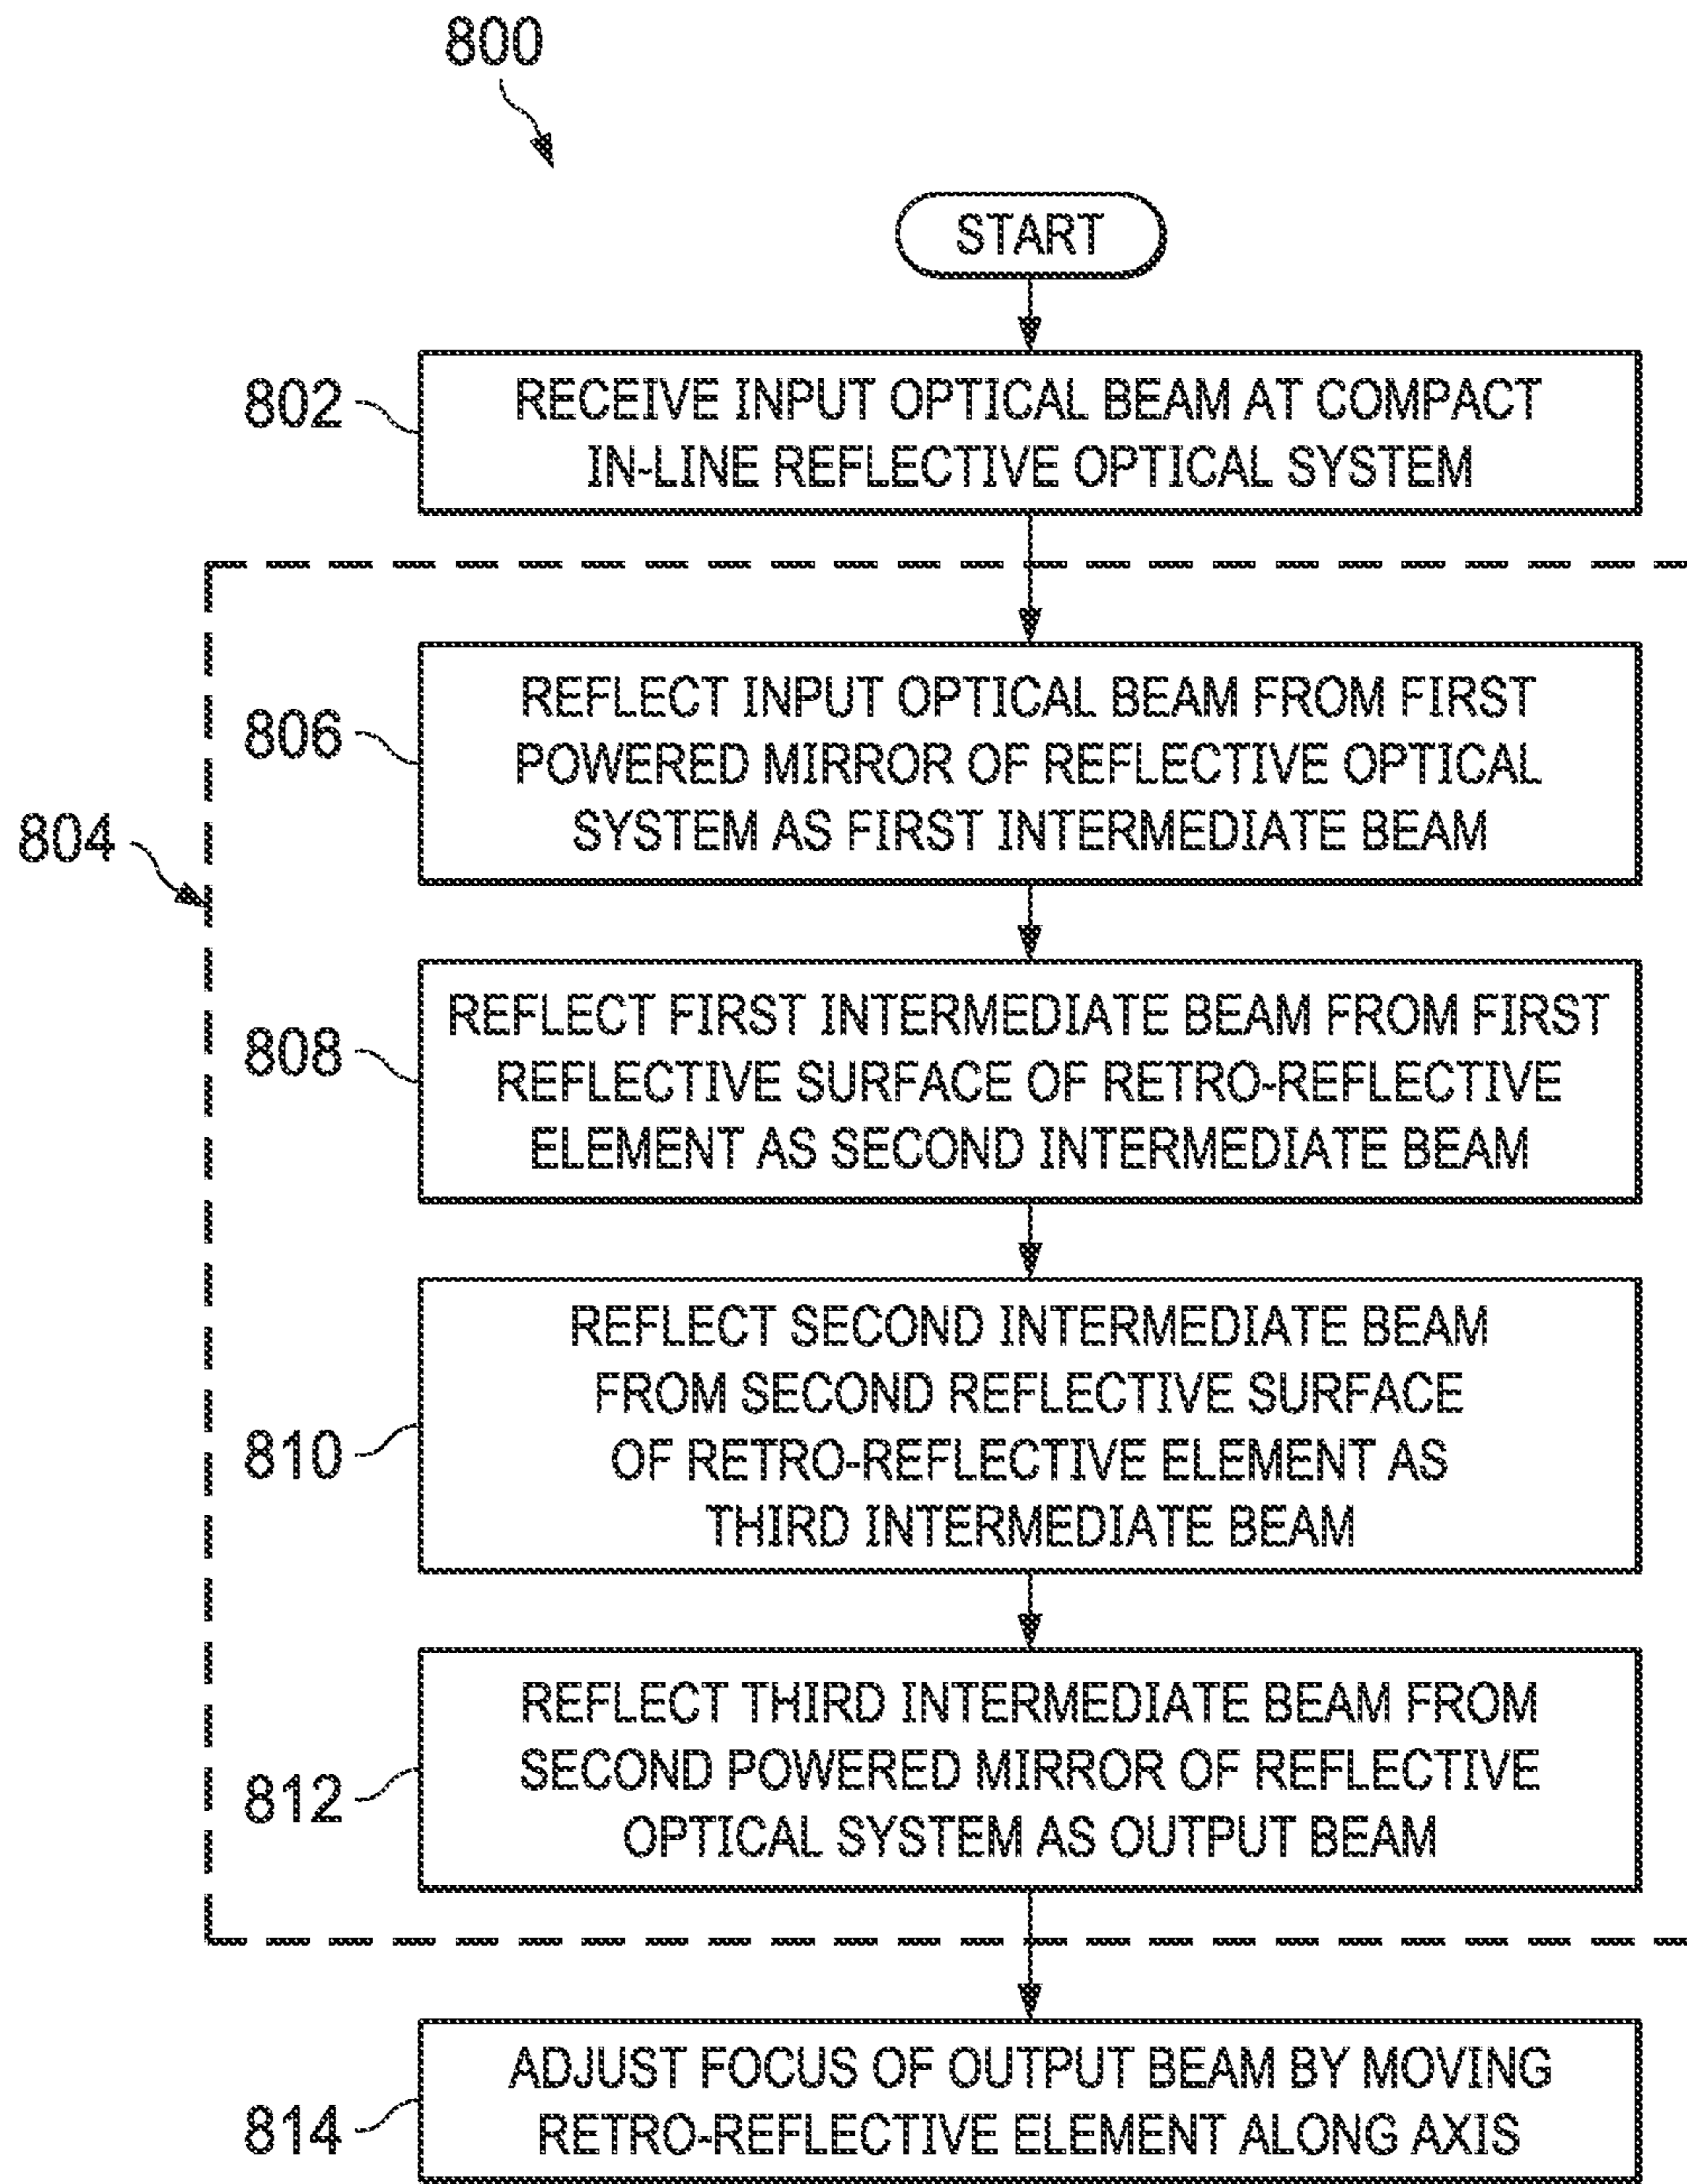 800
START
802
RECEIVE INPUT OPTICAL BEAM AT COMPACT
IN-LINE REFLECTIVE OPTICAL SYSTEM
804
806
REFLECT INPUT OPTICAL BEAM FROM FIRST
POWERED MIRROR OF REFLECTIVE OPTICAL
SYSTEM AS FIRST INTERMEDIATE BEAM
808
REFLECT FIRST INTERMEDIATE BEAM FROM FIRST
REFLECTIVE SURFACE OF RETRO-REFLECTIVE
ELEMENT AS SECOND INTERMEDIATE BEAM
810
REFLECT SECOND INTERMEDIATE BEAM
FROM SECOND REFLECTIVE SURFACE
OF RETRO-REFLECTIVE ELEMENT AS
THIRD INTERMEDIATE BEAM
812
REFLECT THIRD INTERMEDIATE BEAM FROM
SECOND POWERED MIRROR OF REFLECTIVE
OPTICAL SYSTEM AS OUTPUT BEAM
814
ADJUST FOCUS OF OUTPUT BEAM BY MOVING
RETRO-REFLECTIVE ELEMENT ALONG AXIS